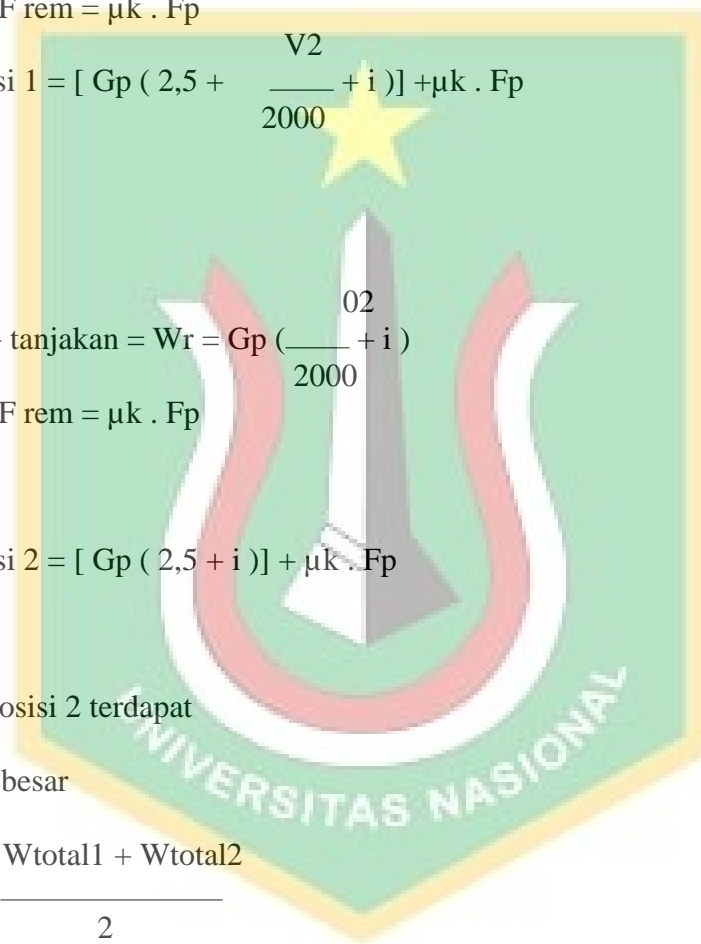 F rem = µk . Fp
V2
si 1 = [ Gp ( 2,5 + ____ + i )] +µk . Fp
2000
02
tanjakan = Wr = Gp (____ + i )
2000
F rem = µk . Fp
si 2 = [ Gp ( 2,5 + i )] + µk . Fp
osisi 2 terdapat
besar
Wtotal1 + Wtotal2
2
UNIVERSITAS NASIONAL